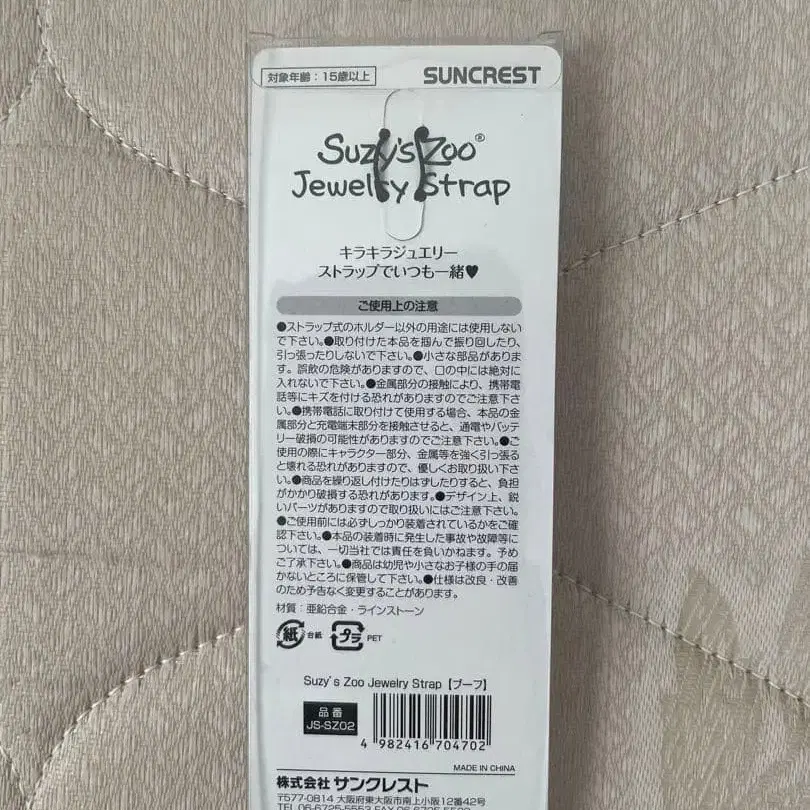 対象年齢：15歳以上
SUNCREST
Suzy's Zoo®
Jewelry Strap
キラキラジュエリー
ストラップでいつも一緒♥
ご使用上の注意
●ストラップ式のホルダー以外の用途には使用しない
で下さい。●取り付けた本品を掴んで振り回したり、
引っ張ったりしないで下さい。●小さな部品がありま
す。誤飲の危険がありますので、口の中には絶対に
入れないで下さい。●金属部分の接触により、携帯電
話等にキズを付ける恐れがありますのでご注意下さ
い。●携帯電話に取り付けて使用する場合、本品の金
属部分と充電端末部分を接触させると、通電やバッテ
リー破損の可能性がありますのでご注意下さい。●ご
使用の際にキャラクター部分、金属等を強く引っ張る
と壊れる恐れがありますので、優しくお取り扱い下さ
い。●商品を繰り返し付けたりはずしたりすると、負担
がかかり破損する恐れがあります。●デザイン上、鋭
いパーツがありますので取り扱いにはご注意下さい。
●ご使用前には必ずしっかり装着されているかをご確
認下さい。●本品の装着時に発生した事故や故障等に
ついては、一切当社では責任を負いかねます。予め
ご了承下さい。●商品は幼児や小さなお子様の手の届
かないところに保管して下さい。●仕様は改良・改善
のため予告なく変更することがあります。
材質：亜鉛合金・ラインストーン
紙 台紙 プラ PET
Suzy's Zoo Jewelry Strap【ブーフ】
品番
JS-SZ02
4 982416 704702
MADE IN CHINA
株式会社 サンクレスト
〒577-0814 大阪府東大阪市南上小阪12番42号